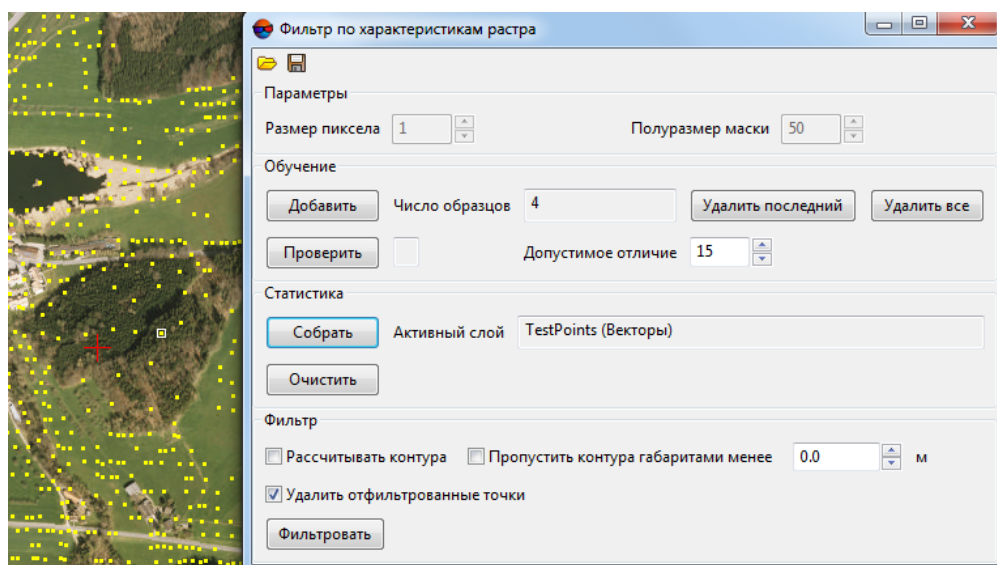 Фильтр по характеристикам растра
Параметры
Размер пиксела 1 Полуразмер маски 50
Обучение
Добавить Число образцов 4 Удалить последний Удалить все
Проверить Допустимое отличие 15
Статистика
Собрать Активный слой TestPoints (Векторы)
Очистить
Фильтр
Рассчитывать контура Пропустить контура габаритами менее 0.0 м
Удалить отфильтрованные точки
Фильтровать